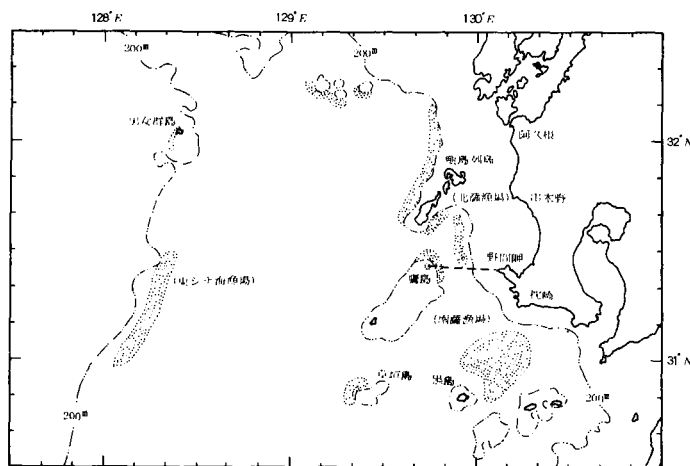 128°E
129°E
130°E
200m
200m
男女群島
阿久根
32°N
甑島列島
(北薩漁場)
串木野
野間岬
(東シナ海漁場)
鷹島
枕崎
(南薩漁場)
31°N
草垣島
黒島
200m
200m